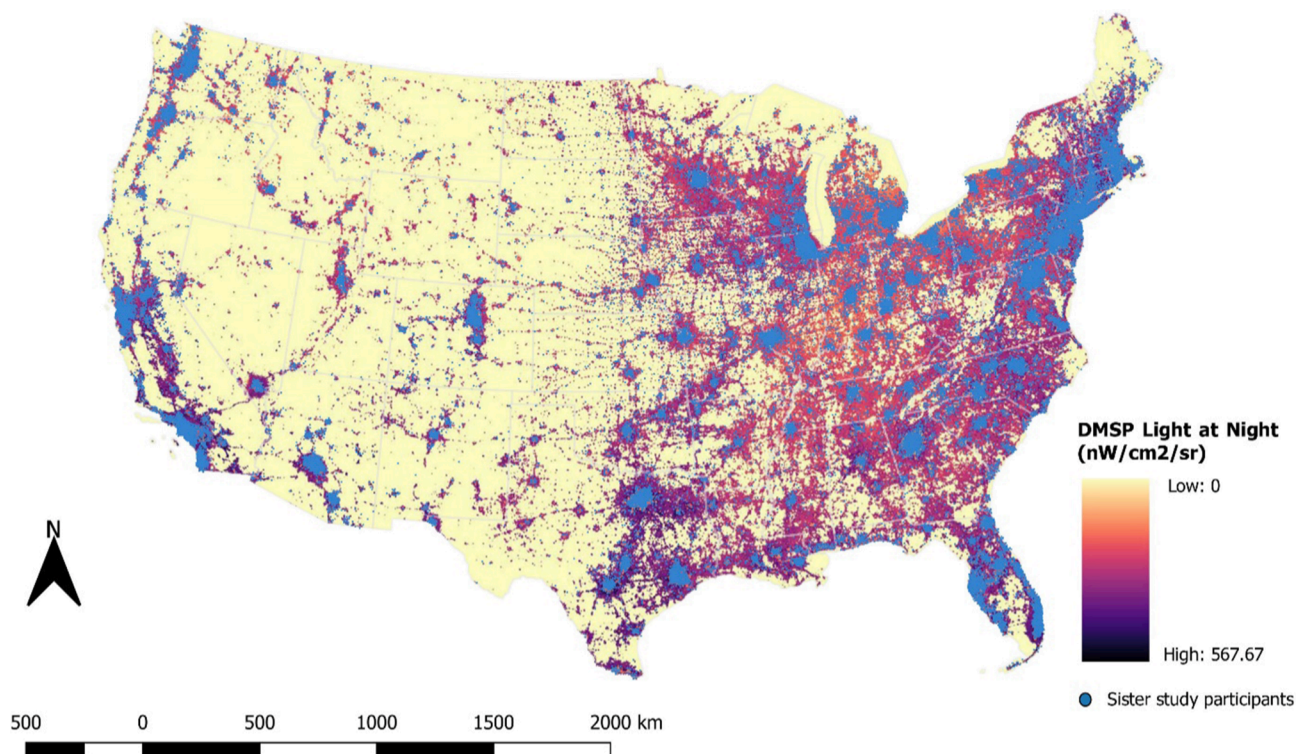 DMSP Light at Night
(nW/cm2/sr)
Low: 0
High: 567.67
Sister study participants
N
500 0 500 1000 1500 2000 km